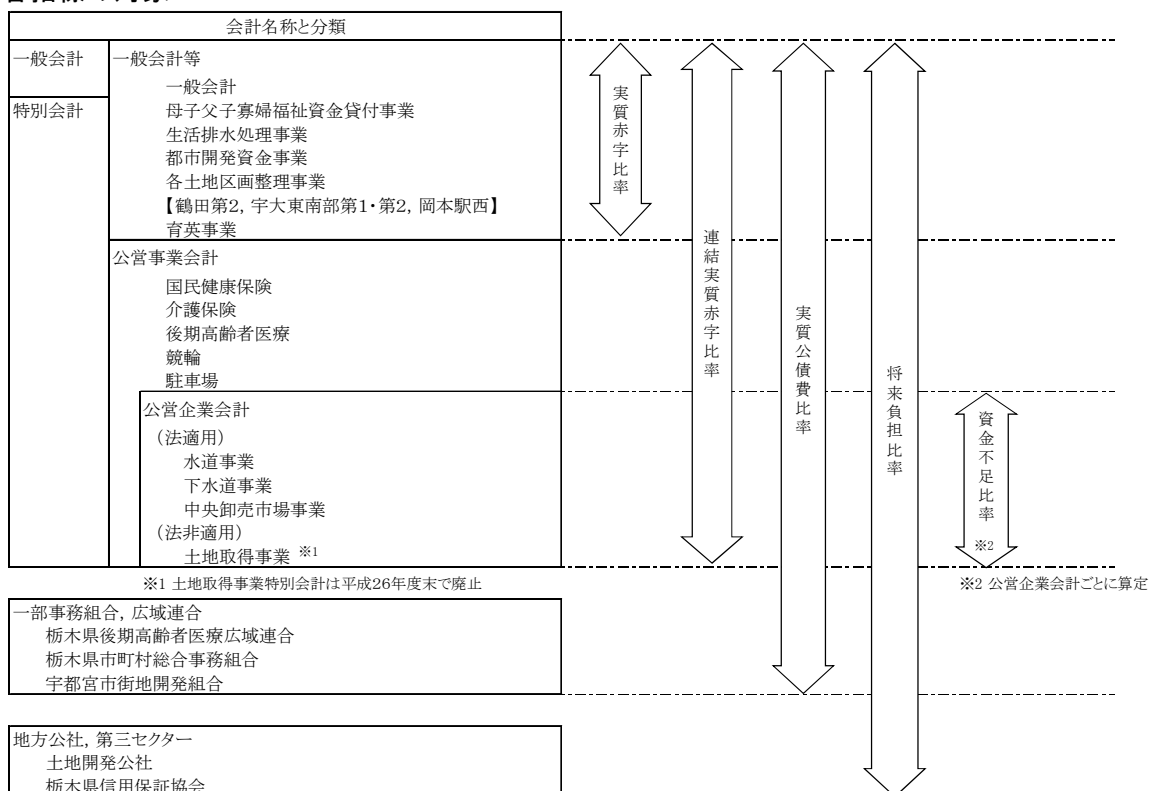 会計名称と分類
一般会計
一般会計等
一般会計
特別会計
母子父子寡婦福祉資金貸付事業
生活排水処理事業
都市開発資金事業
各土地区画整理事業
【鶴田第2, 宇大東南部第1・第2, 岡本駅西】
育英事業
公営事業会計
国民健康保険
介護保険
後期高齢者医療
競輪
駐車場
公営企業会計
(法適用)
水道事業
下水道事業
中央卸売市場事業
(法非適用)
土地取得事業 ※1
実質赤字比率
連結実質赤字比率
実質公債費比率
将来負担比率
資金不足比率
※2
※1 土地取得事業特別会計は平成26年度末で廃止
※2 公営企業会計ごとに算定
一部事務組合, 広域連合
栃木県後期高齢者医療広域連合
栃木県市町村総合事務組合
宇都宮市街地開発組合
地方公社, 第三セクター
土地開発公社
栃木県信用保証協会